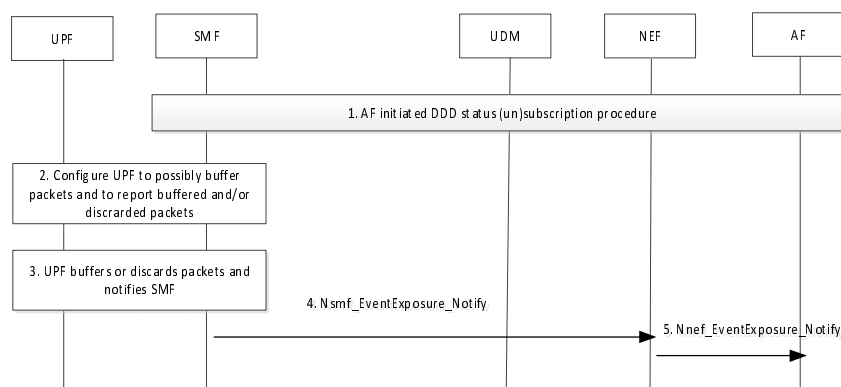 UPF
SMF
UDM
NEF
AF
1. AF initiated DDD status (un)subscription procedure
2. Configure UPF to possibly buffer
packets and to report buffered and/or
discrarded packets
3. UPF buffers or discards packets and
notifies SMF
4. Nsmf_EventExposure_Notify
5. Nnef_EventExposure_Notify